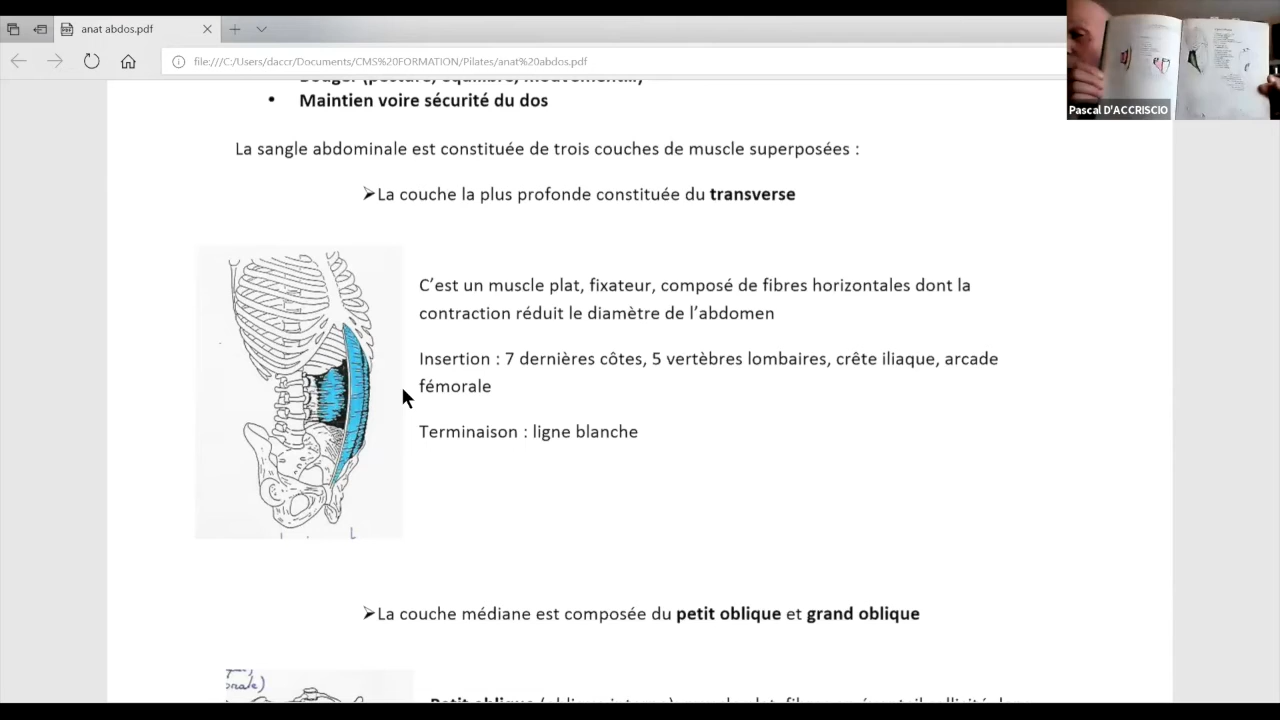 anat abdos.pdf
file:///C:/Users/daccr/Documents/CMS%20FORMATION/Pilates/anat%20abdos.pdf
Pascal D'ACCRISCIO
• Maintien voire sécurité du dos
La sangle abdominale est constituée de trois couches de muscle superposées :
➢La couche la plus profonde constituée du transverse
C'est un muscle plat, fixateur, composé de fibres horizontales dont la
contraction réduit le diamètre de l'abdomen
Insertion : 7 dernières côtes, 5 vertèbres lombaires, crête iliaque, arcade
fémorale
Terminaison : ligne blanche
➢La couche médiane est composée du petit oblique et grand oblique